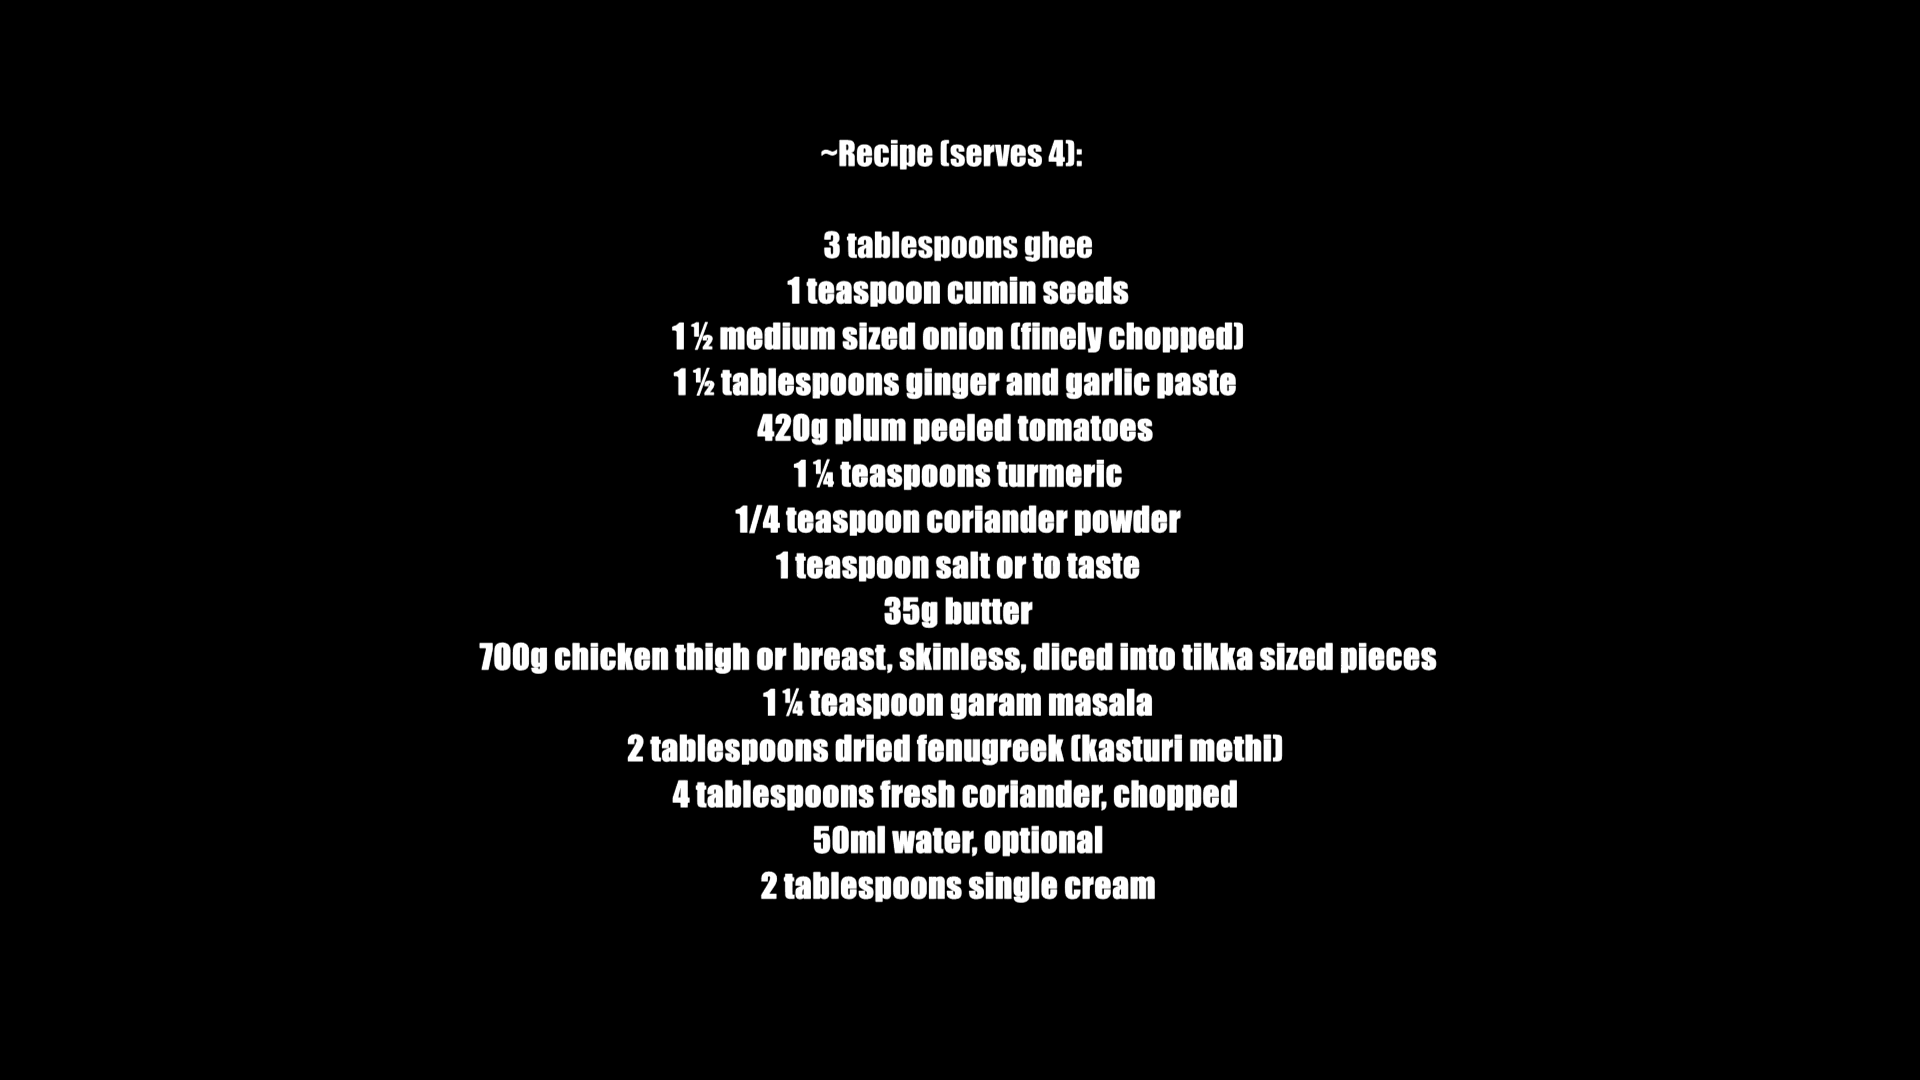 ~Recipe (serves 4):
3 tablespoons ghee
1 teaspoon cumin seeds
1 ½ medium sized onion (finely chopped)
1 ½ tablespoons ginger and garlic paste
420g plum peeled tomatoes
1 ¼ teaspoons turmeric
1/4 teaspoon coriander powder
1 teaspoon salt or to taste
35g butter
700g chicken thigh or breast, skinless, diced into tikka sized pieces
1 ¼ teaspoon garam masala
2 tablespoons dried fenugreek (kasturi methi)
4 tablespoons fresh coriander, chopped
50ml water, optional
2 tablespoons single cream